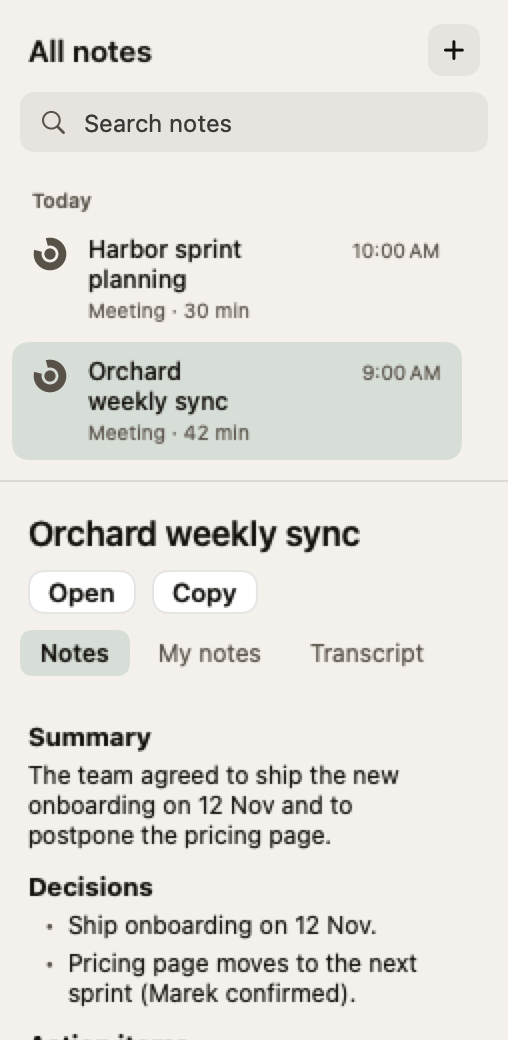 All notes
Search notes
Today
Harbor sprint
planning
10:00 AM
Meeting · 30 min
Orchard
weekly sync
9:00 AM
Meeting · 42 min
Orchard weekly sync
Open Copy
Notes My notes Transcript
Summary
The team agreed to ship the new
onboarding on 12 Nov and to
postpone the pricing page.
Decisions
• Ship onboarding on 12 Nov.
• Pricing page moves to the next
sprint (Marek confirmed).